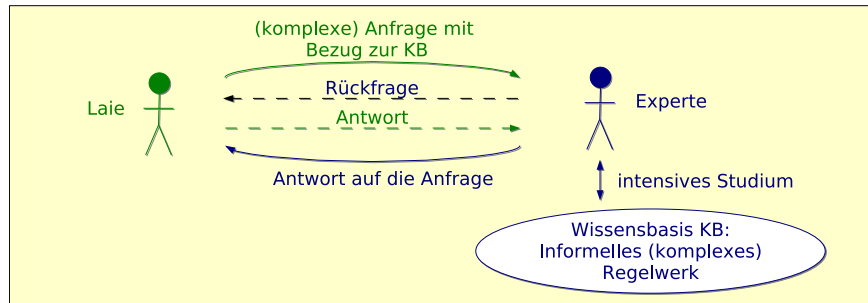 (komplexe) Anfrage mit
Bezug zur KB
Rückfrage
Laie
Antwort
Experte
Antwort auf die Anfrage
intensives Studium
Wissensbasis KB:
Informelles (komplexes)
Regelwerk